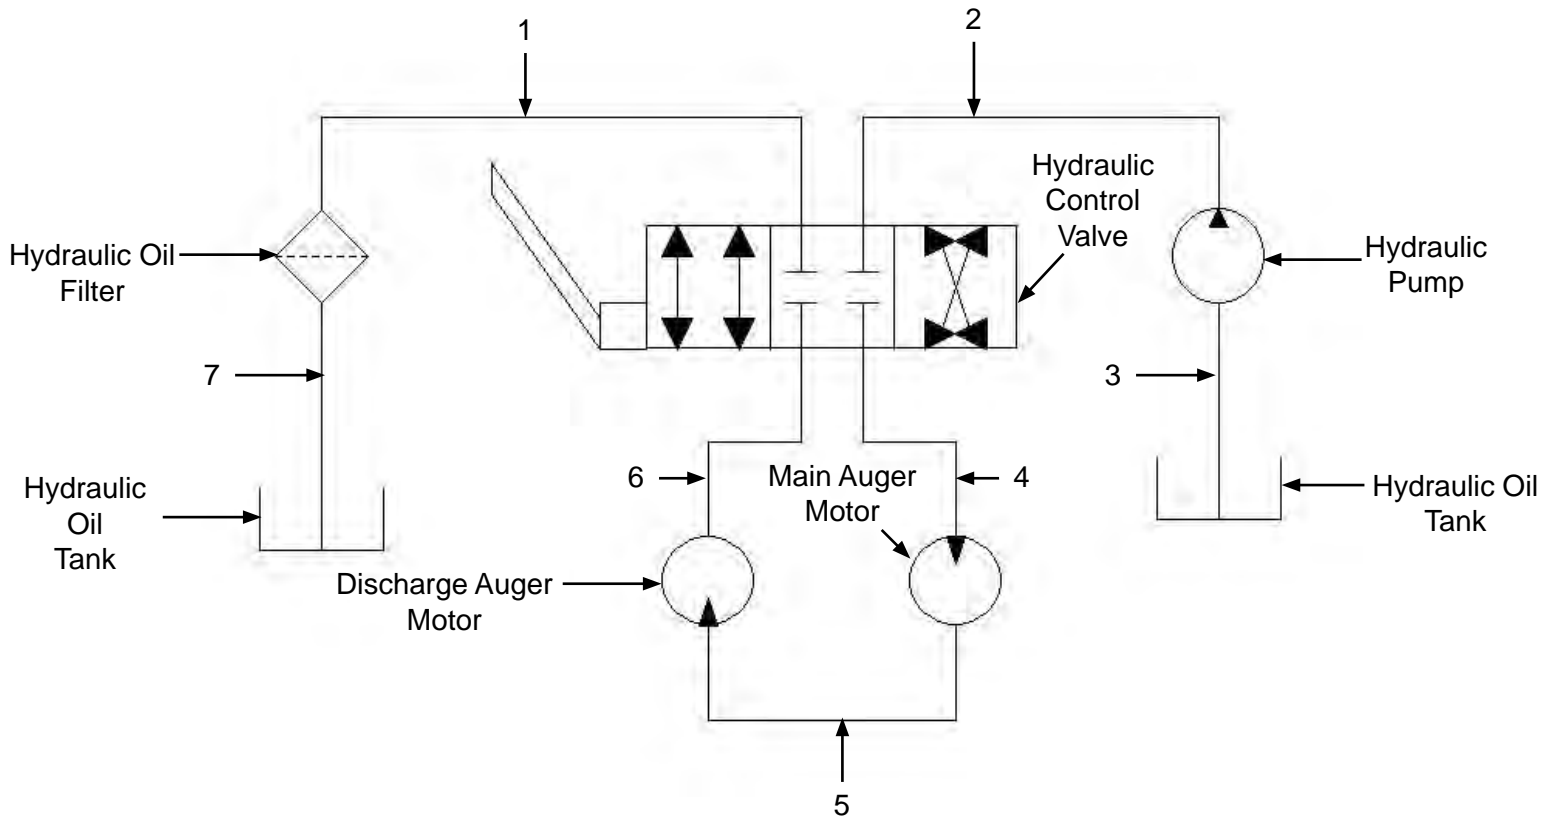 1
2
Hydraulic
Control
Valve
Hydraulic Oil
Filter
Hydraulic
Pump
7
3
6
Main Auger
Motor
4
Hydraulic
Oil
Tank
Hydraulic Oil
Tank
Discharge Auger
Motor
5